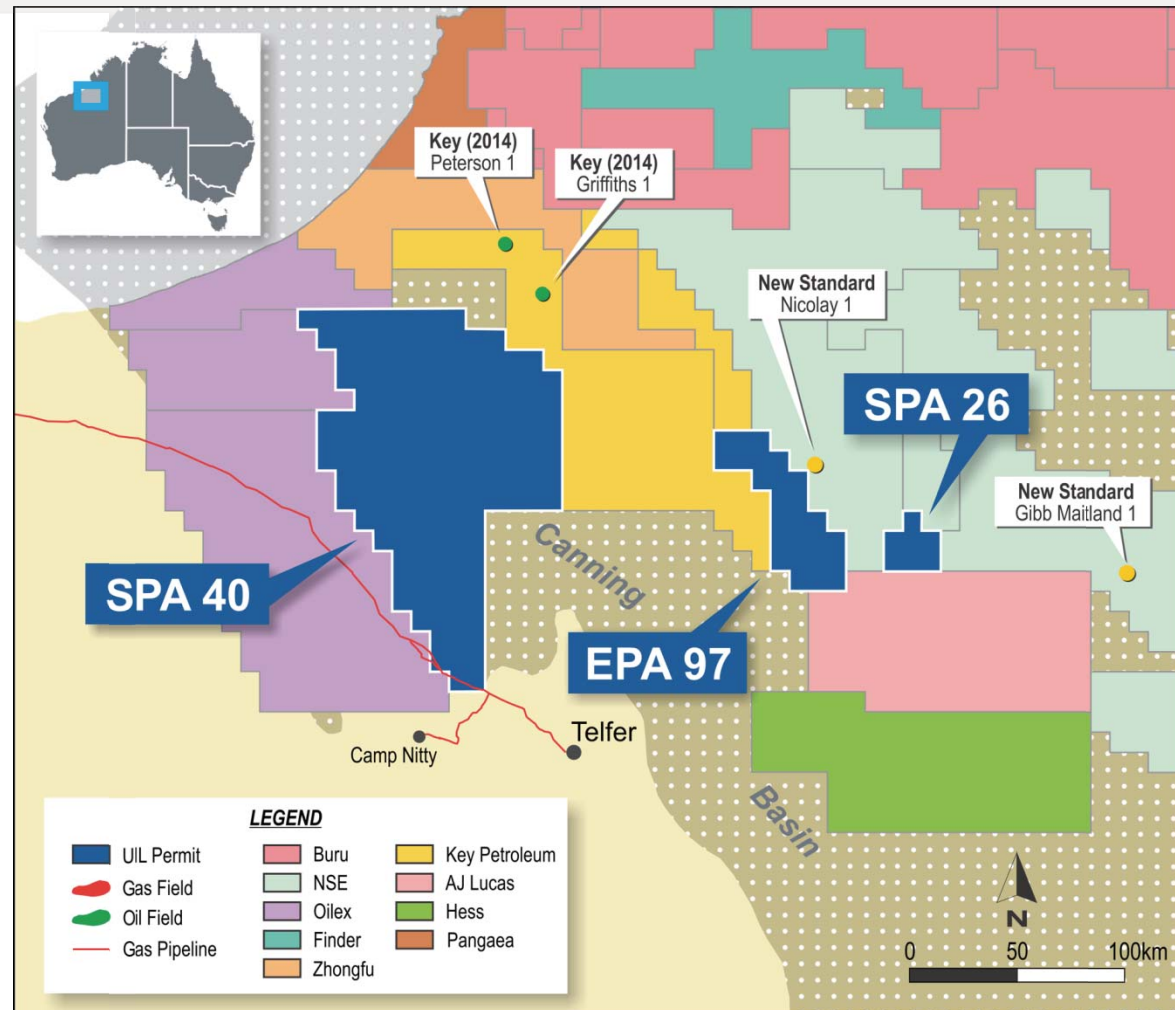 Key (2014)
Peterson 1
Key (2014)
Griffiths 1
New Standard
Nicolay 1
SPA 26
New Standard
Gibb Maitland 1
SPA 40
Canning
EPA 97
Telfer
Camp Nitty
Basin
LEGEND
UIL Permit
Gas Field
Oil Field
Gas Pipeline
Buru
NSE
Oilex
Finder
Zhongfu
Key Petroleum
AJ Lucas
Hess
Pangaea
N
0 50 100km